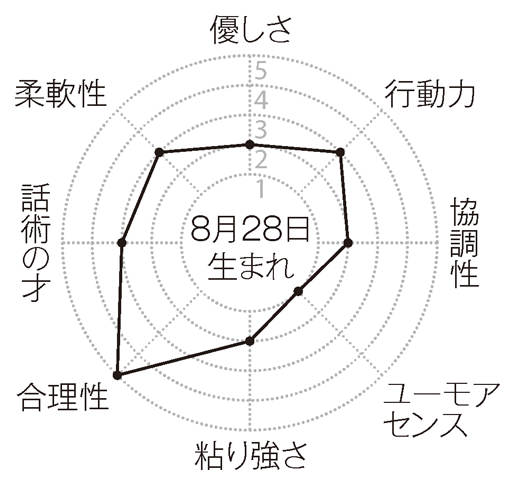 優しさ
柔軟性
行動力
5
4
3
2
1
話術の才
8月28日
生まれ
協調性
合理性
ユーモア
センス
粘り強さ